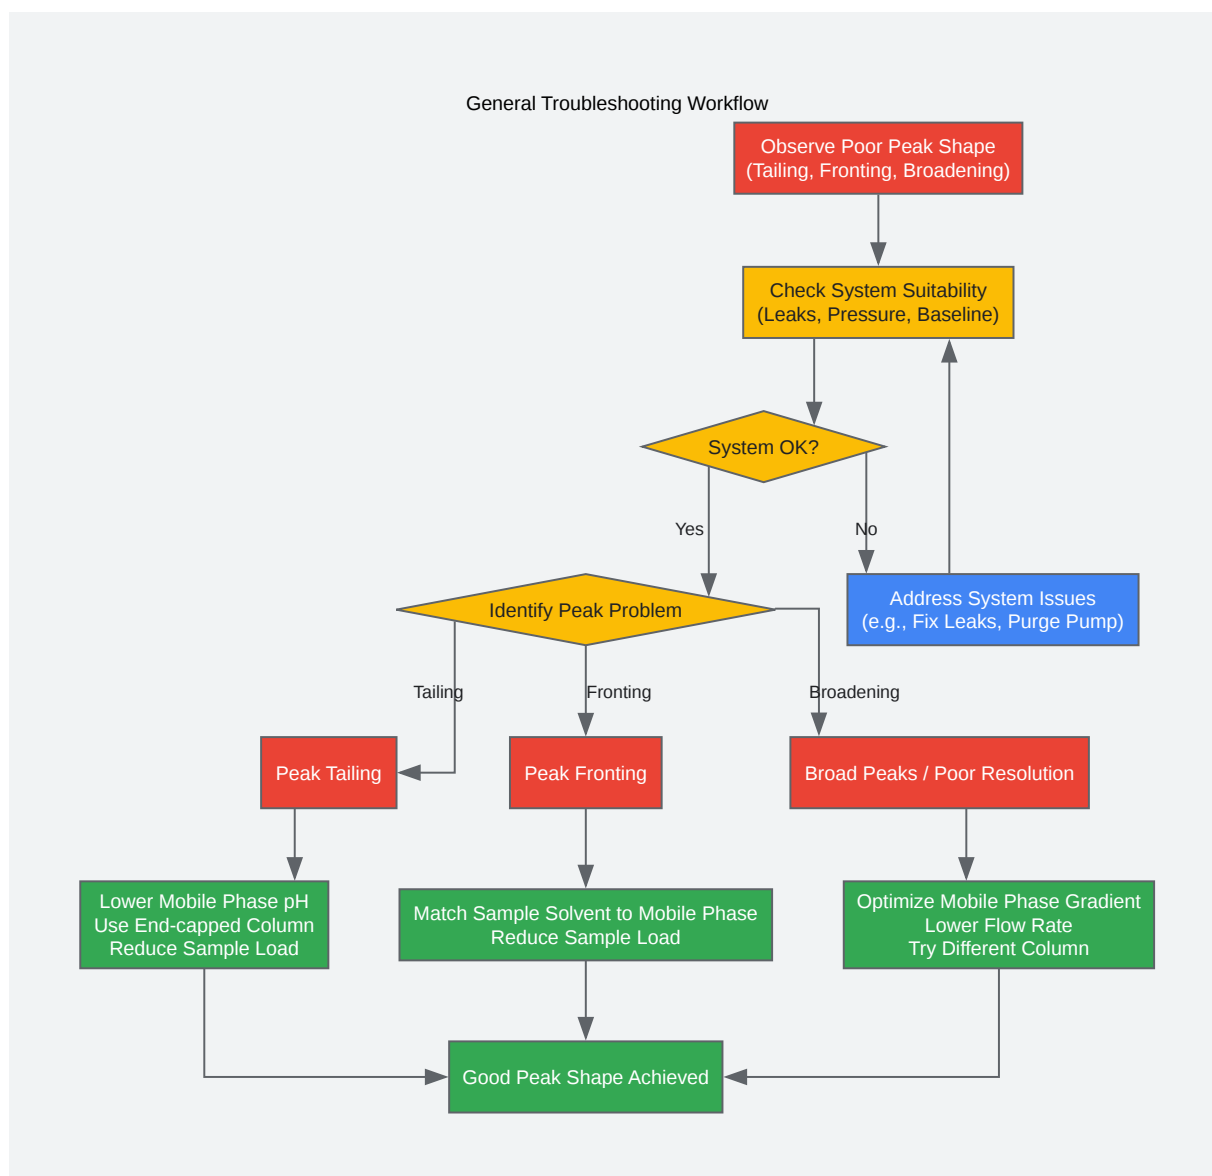 General Troubleshooting Workflow
Observe Poor Peak Shape
(Tailing, Fronting, Broadening)
Check System Suitability
(Leaks, Pressure, Baseline)
System OK?
Yes
No
Identify Peak Problem
Address System Issues
(e.g., Fix Leaks, Purge Pump)
Tailing
Fronting
Broadening
Peak Tailing
Peak Fronting
Broad Peaks / Poor Resolution
Lower Mobile Phase pH
Use End-capped Column
Reduce Sample Load
Match Sample Solvent to Mobile Phase
Reduce Sample Load
Optimize Mobile Phase Gradient
Lower Flow Rate
Try Different Column
Good Peak Shape Achieved